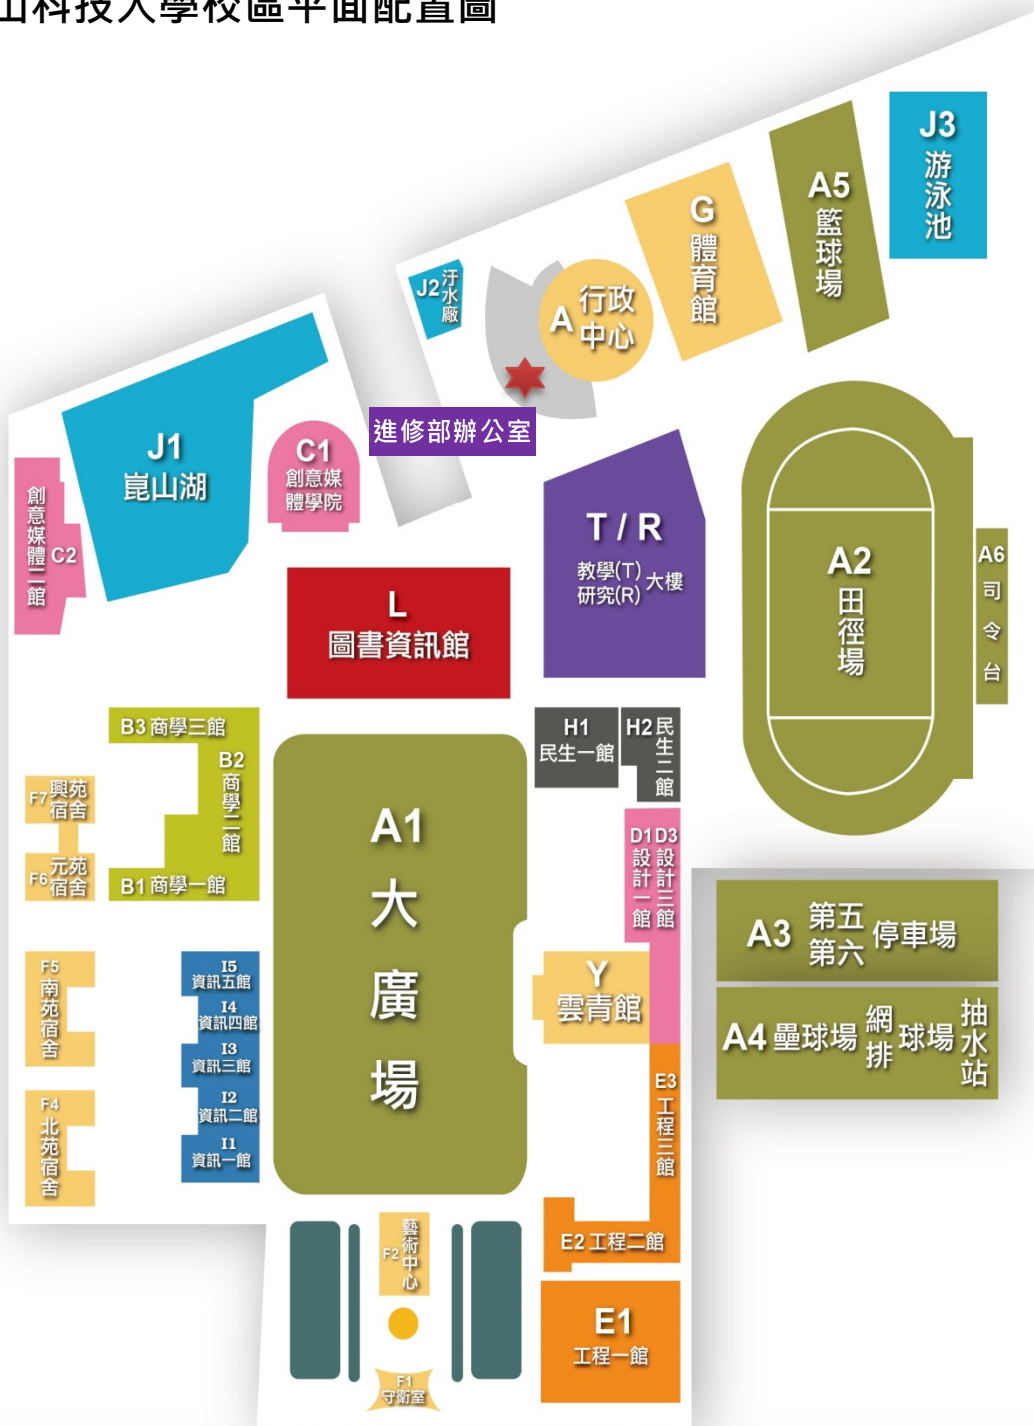 山科技大學校區平面配置圖
J3
游泳池
A5
籃球場
G
體育館
A 行政中心
J2 汙水廠
進修部辦公室
J1
崑山湖
C1
創意媒
體學院
C2 創意媒體二館
T / R
教學(T)
研究(R) 大樓
A2
田徑場
A6
司令台
L
圖書資訊館
H1
民生一館
H2 民生二館
B3 商學三館
B2
商學二館
B1 商學一館
F7 興苑宿舍
F6 元苑宿舍
A1
大廣場
D1 設計一館
D3 設計三館
A3 第五 第六 停車場
A4 壘球場 網排 球場 抽水站
Y
雲青館
F5
南苑宿舍
F4
北苑宿舍
I5
資訊五館
I4
資訊四館
I3
資訊三館
I2
資訊二館
I1
資訊一館
E3
工程三館
E2 工程二館
E1
工程一館
F2 藝術中心
F1
守衛室